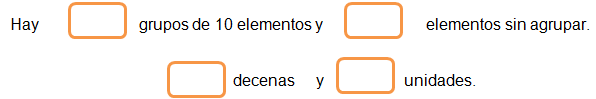 Hay grupos de 10 elementos y elementos sin agrupar.
decenas y unidades.